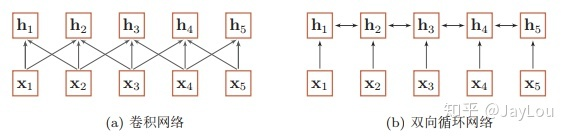 h₁ h₂ h₃ h₄ h₅ h₁ h₂ h₃ h₄ h₅
x₁ x₂ x₃ x₄ x₅ x₁ x₂ x₃ x₄ x₅
(a) 卷积网络 (b) 双向循环网络
知乎 @JayLou